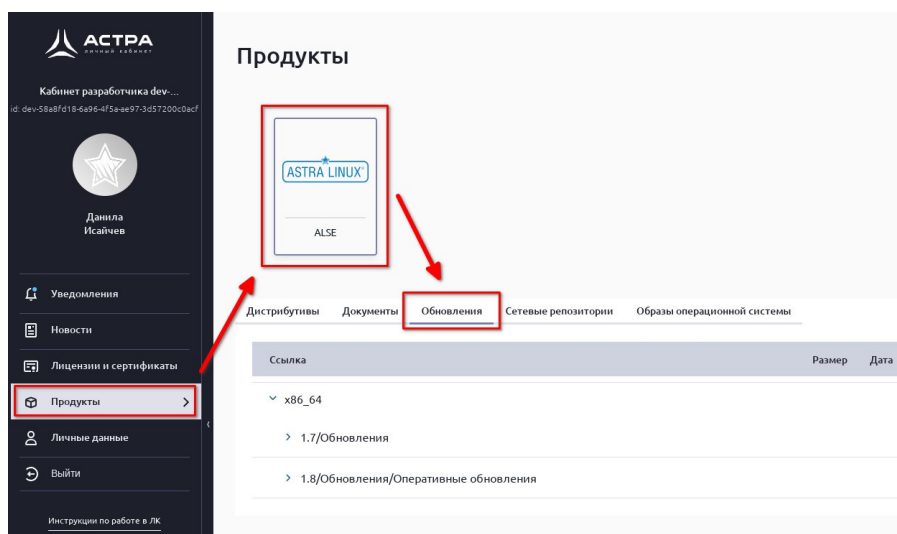 АСТРА
личный кабинет
Кабинет разработчика dev-...
id: dev-58a8fd18-6a96-4f5a-ae97-3d57200c0acf
Данила
Исайчев
Уведомления
Новости
Лицензии и сертификаты
Продукты
Личные данные
Выйти
Инструкции по работе в ЛК
Продукты
ASTRA LINUX®
ALSE
Дистрибутивы Документы Обновления Сетевые репозитории Образы операционной системы
Ссылка Размер Дата
x86_64
1.7/Обновления
1.8/Обновления/Оперативные обновления